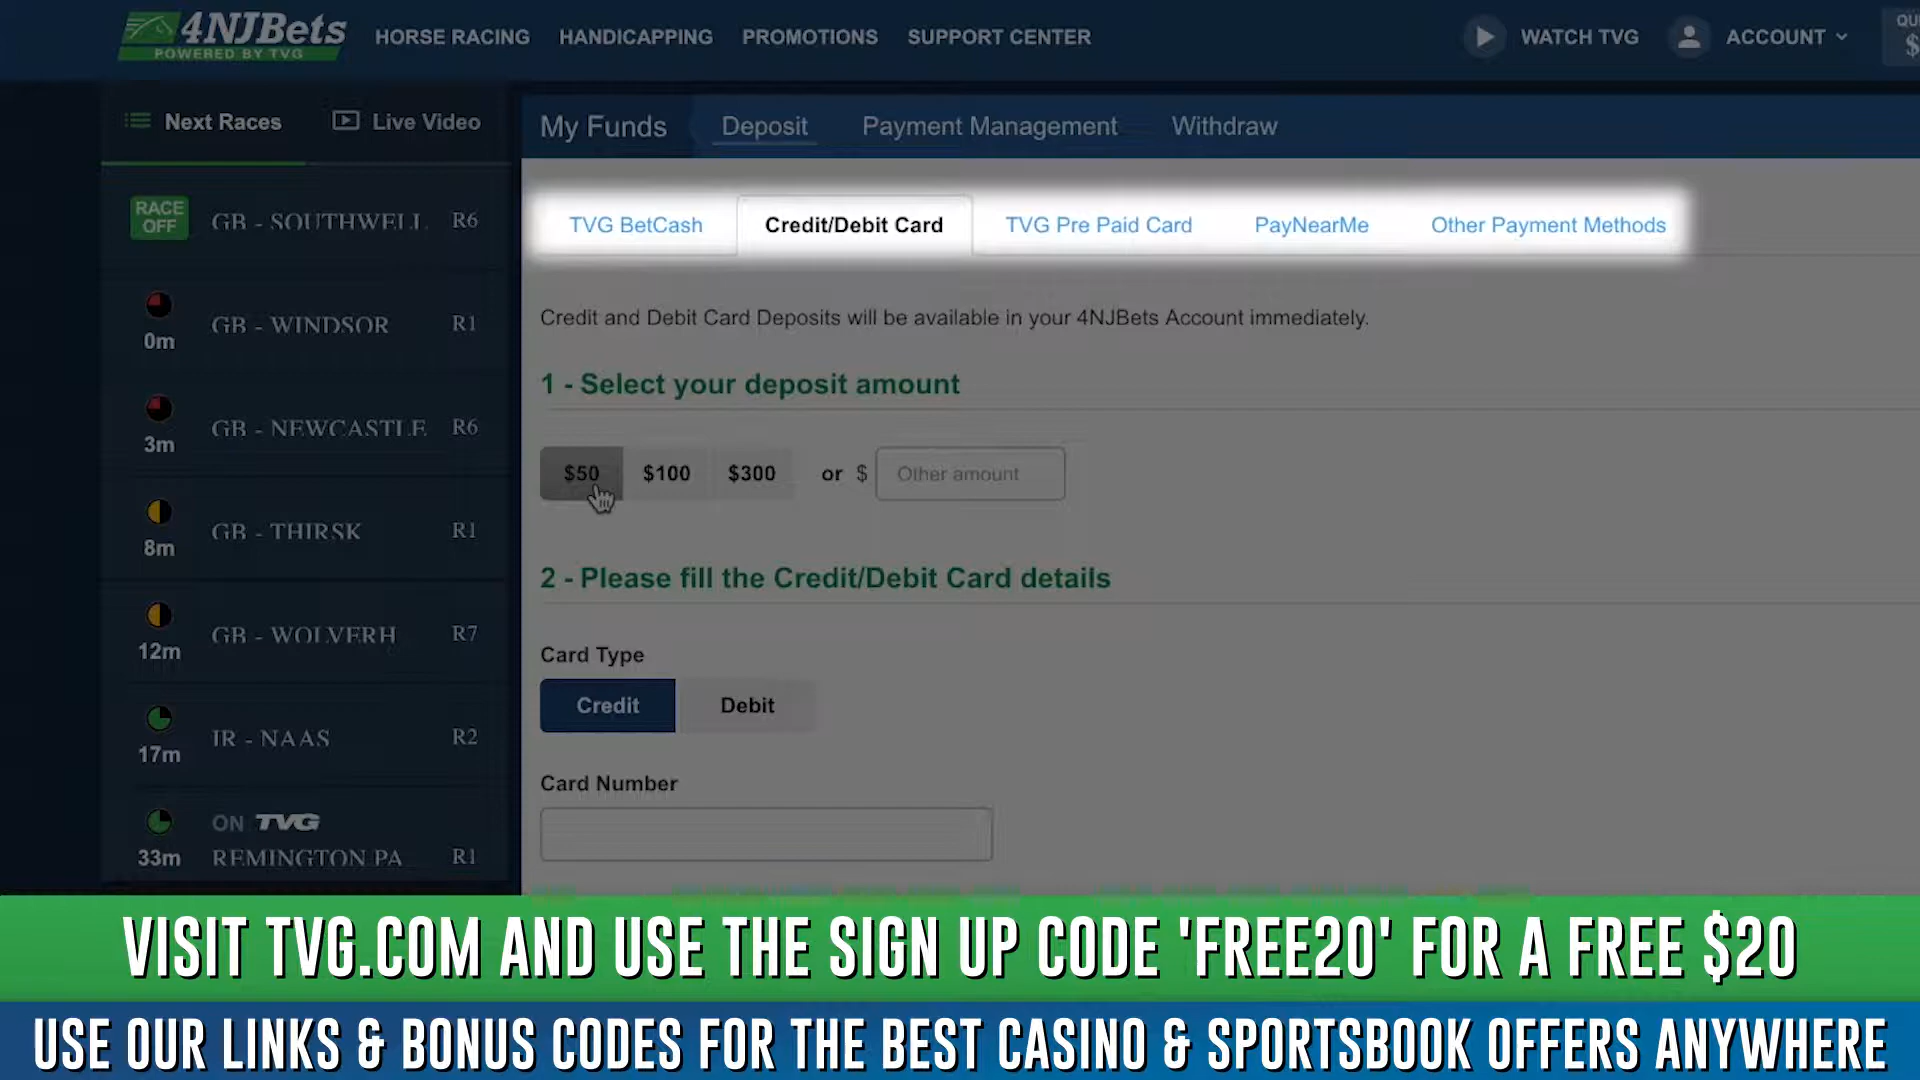 4NJBets
POWERED BY TVG
HORSE RACING
HANDICAPPING
PROMOTIONS
SUPPORT CENTER
WATCH TVG
ACCOUNT
$
Next Races
Live Video
My Funds
Deposit
Payment Management
Withdraw
RACE OFF
GB - SOUTHWELL
R6
TVG BetCash
Credit/Debit Card
TVG Pre Paid Card
PayNearMe
Other Payment Methods
0m
GB - WINDSOR
R1
Credit and Debit Card Deposits will be available in your 4NJBets Account immediately.
1 - Select your deposit amount
3m
GB - NEWCASTLE
R6
$50
$100
$300
or $
Other amount
8m
GB - THIRSK
R1
2 - Please fill the Credit/Debit Card details
12m
GB - WOLVERH
R7
Card Type
Credit
Debit
17m
IR - NAAS
R2
Card Number
33m
ON TVG
REMINGTON PA
R1
VISIT TVG.COM AND USE THE SIGN UP CODE 'FREE20' FOR A FREE $20
USE OUR LINKS & BONUS CODES FOR THE BEST CASINO & SPORTSBOOK OFFERS ANYWHERE